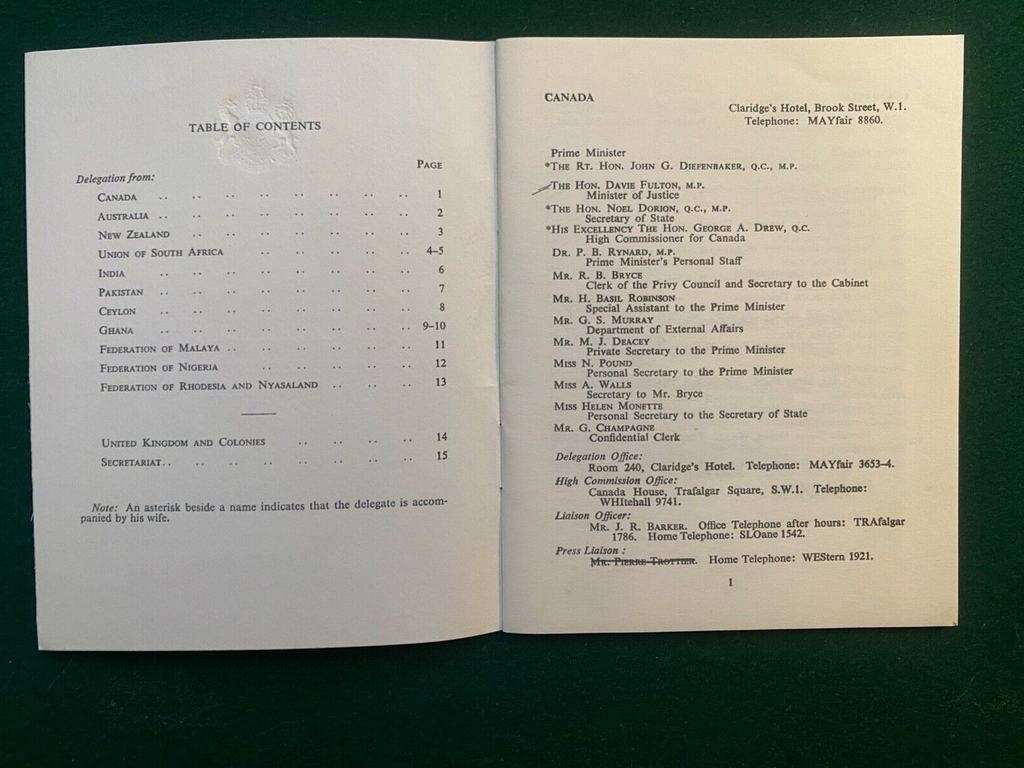 TABLE OF CONTENTS
PAGE
Delegation from:
CANADA .. .. .. .. .. .. .. 1
AUSTRALIA .. .. .. .. .. .. .. 2
NEW ZEALAND .. .. .. .. .. .. 3
UNION OF SOUTH AFRICA .. .. .. .. .. 4–5
INDIA .. .. .. .. .. .. .. 6
PAKISTAN .. .. .. .. .. .. .. 7
CEYLON .. .. .. .. .. .. .. 8
GHANA .. .. .. .. .. .. .. 9–10
FEDERATION OF MALAYA .. .. .. .. .. .. 11
FEDERATION OF NIGERIA .. .. .. .. .. 12
FEDERATION OF RHODESIA AND NYASALAND .. .. .. 13
UNITED KINGDOM AND COLONIES .. .. .. .. 14
SECRETARIAT.. .. .. .. .. .. .. 15
Note: An asterisk beside a name indicates that the delegate is accom-
panied by his wife.
CANADA
Claridge's Hotel, Brook Street, W.1.
Telephone: MAYfair 8860.
Prime Minister
*THE RT. HON. JOHN G. DIEFENBAKER, Q.C., M.P.
THE HON. DAVIE FULTON, M.P.
Minister of Justice
*THE HON. NOEL DORION, Q.C., M.P.
Secretary of State
*HIS EXCELLENCY THE HON. GEORGE A. DREW, Q.C.
High Commissioner for Canada
DR. P. B. RYNARD, M.P.
Prime Minister's Personal Staff
MR. R. B. BRYCE
Clerk of the Privy Council and Secretary to the Cabinet
MR. H. BASIL ROBINSON
Special Assistant to the Prime Minister
MR. G. S. MURRAY
Department of External Affairs
MR. M. J. DEACEY
Private Secretary to the Prime Minister
MISS N. POUND
Personal Secretary to the Prime Minister
MISS A. WALLS
Secretary to Mr. Bryce
MISS HELEN MONETTE
Personal Secretary to the Secretary of State
MR. G. CHAMPAGNE
Confidential Clerk
Delegation Office:
Room 240, Claridge's Hotel. Telephone: MAYfair 3653–4.
High Commission Office:
Canada House, Trafalgar Square, S.W.1. Telephone:
WHItehall 9741.
Liaison Officer:
MR. J. R. BARKER. Office Telephone after hours: TRAfalgar
1786. Home Telephone: SLOane 1542.
Press Liaison :
MR. PIERRE TROTTIER. Home Telephone: WEStern 1921.
1